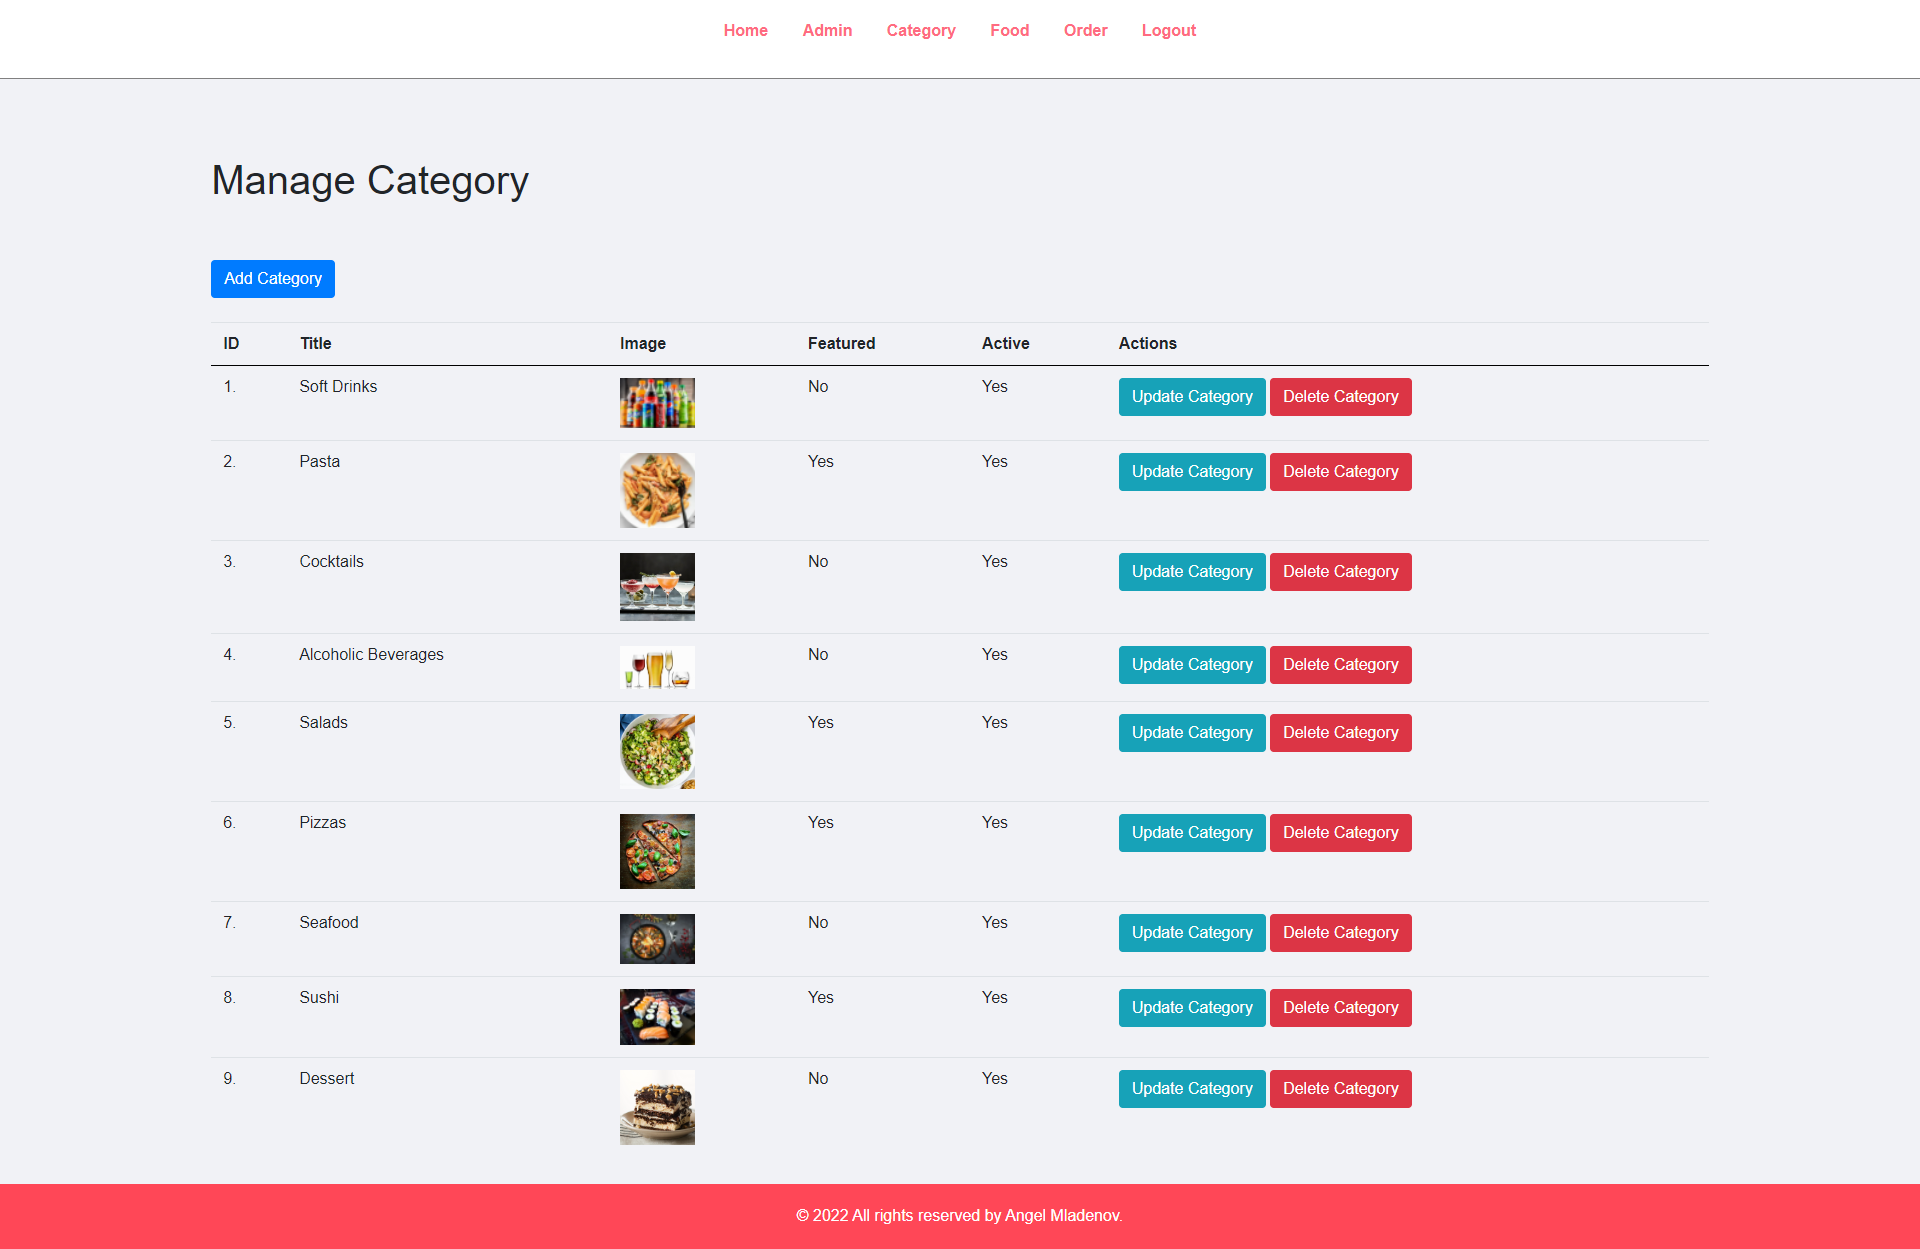 Home Admin Category Food Order Logout
Manage Category
Add Category
ID Title Image Featured Active Actions
1. Soft Drinks No Yes Update Category Delete Category
2. Pasta Yes Yes Update Category Delete Category
3. Cocktails No Yes Update Category Delete Category
4. Alcoholic Beverages No Yes Update Category Delete Category
5. Salads Yes Yes Update Category Delete Category
6. Pizzas Yes Yes Update Category Delete Category
7. Seafood No Yes Update Category Delete Category
8. Sushi Yes Yes Update Category Delete Category
9. Dessert No Yes Update Category Delete Category
© 2022 All rights reserved by Angel Mladenov.